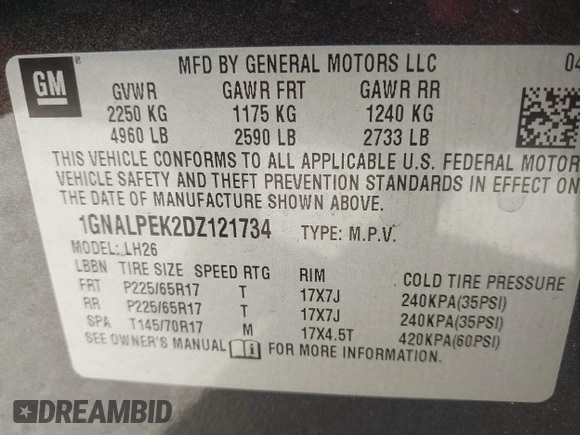 GM
MFD BY GENERAL MOTORS LLC 04
GVWR GAWR FRT GAWR RR
2250 KG 1175 KG 1240 KG
4960 LB 2590 LB 2733 LB
THIS VEHICLE CONFORMS TO ALL APPLICABLE U.S. FEDERAL MOTOR
VEHICLE SAFETY AND THEFT PREVENTION STANDARDS IN EFFECT ON
THE DATE OF MANUFACTURE SHOWN ABOVE.
1GNALPEK2DZ121734 TYPE: M.P.V.
MODEL: LH26
LBBN TIRE SIZE SPEED RTG RIM COLD TIRE PRESSURE
FRT P225/65R17 T 17X7J 240KPA(35PSI)
RR P225/65R17 T 17X7J 240KPA(35PSI)
SPA T145/70R17 M 17X4.5T 420KPA(60PSI)
SEE OWNER'S MANUAL FOR MORE INFORMATION.
DREAMBID